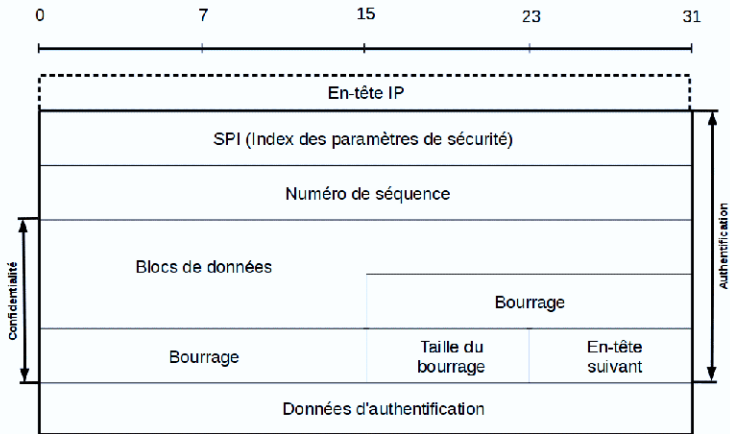 0 7 15 23 31
En-tête IP
SPI (Index des paramètres de sécurité)
Numéro de séquence
Blocs de données
Bourrage
Bourrage
Taille du
bourrage
En-tête
suivant
Données d'authentification
Confidentialité
Authentification